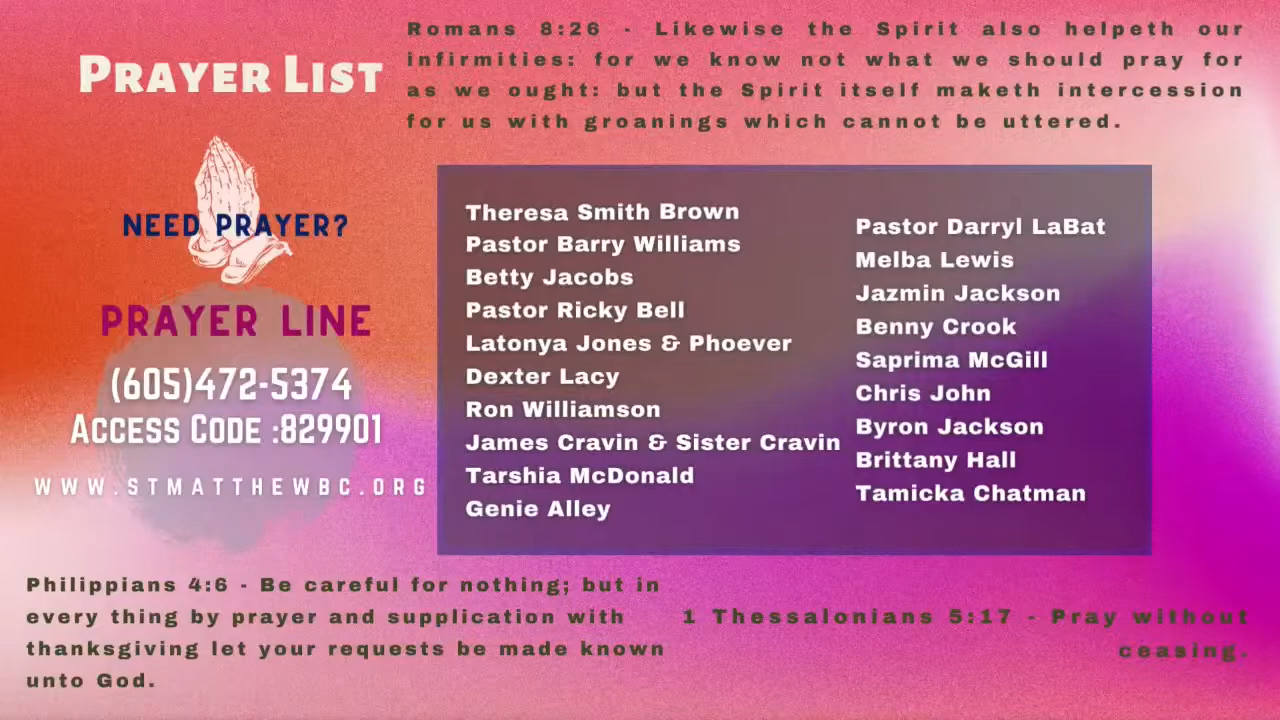 Prayer List
NEED PRAYER?
PRAYER LINE
(605)472-5374
Access Code :829901
WWW.STMATTHEWBC.ORG
Romans 8:26 - Likewise the Spirit also helpeth our
infirmities: for we know not what we should pray for
as we ought: but the Spirit itself maketh intercession
for us with groanings which cannot be uttered.
Theresa Smith Brown
Pastor Barry Williams
Betty Jacobs
Pastor Ricky Bell
Latonya Jones & Phoever
Dexter Lacy
Ron Williamson
James Cravin & Sister Cravin
Tarshia McDonald
Genie Alley
Pastor Darryl LaBat
Melba Lewis
Jazmin Jackson
Benny Crook
Saprima McGill
Chris John
Byron Jackson
Brittany Hall
Tamicka Chatman
Philippians 4:6 - Be careful for nothing; but in
every thing by prayer and supplication with
thanksgiving let your requests be made known
unto God.
1 Thessalonians 5:17 - Pray without
ceasing.